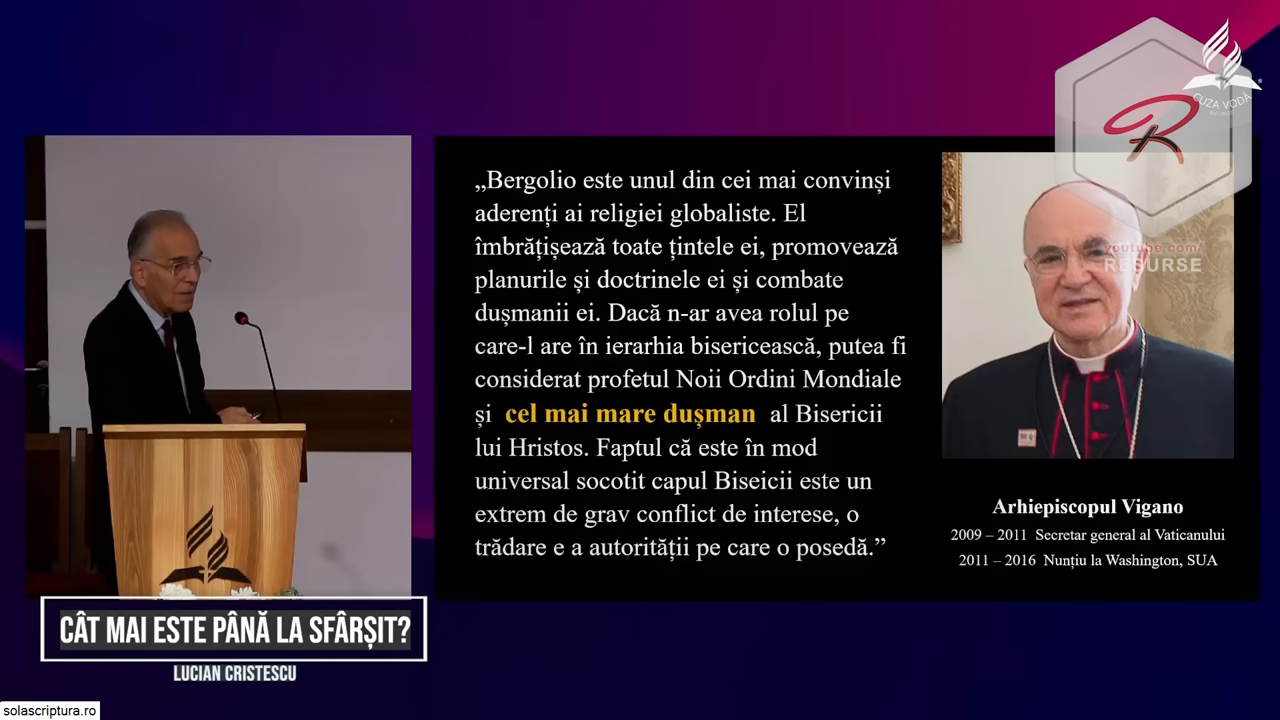 CUZA VODĂ
R
youtube.com/
RESURSE
„Bergolio este unul din cei mai convinși
aderenți ai religiei globaliste. El
îmbrățișează toate țintele ei, promovează
planurile și doctrinele ei și combate
dușmanii ei. Dacă n-ar avea rolul pe
care-l are în ierarhia bisericească, putea fi
considerat profetul Noii Ordini Mondiale
și cel mai mare dușman al Bisericii
lui Hristos. Faptul că este în mod
universal socotit capul Biseicii este un
extrem de grav conflict de interese, o
trădare e a autorității pe care o posedă.”
Arhiepiscopul Vigano
2009 – 2011 Secretar general al Vaticanului
2011 – 2016 Nunțiu la Washington, SUA
CÂT MAI ESTE PÂNĂ LA SFÂRȘIT?
LUCIAN CRISTESCU
solascriptura.ro